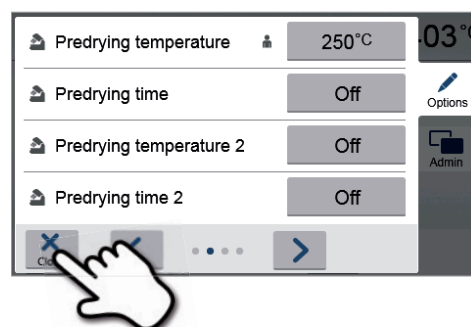 Predrying temperature 250°C
Predrying time Off
Predrying temperature 2 Off
Predrying time 2 Off
03°
Options
Admin